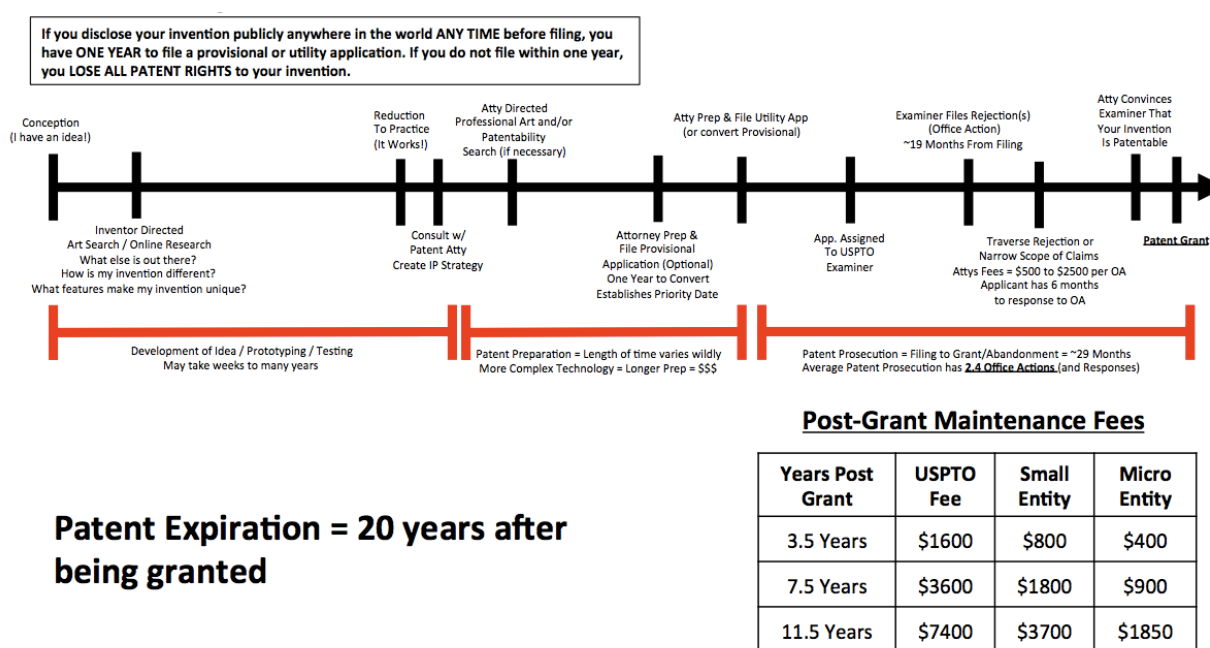 If you disclose your invention publicly anywhere in the world ANY TIME before filing, you
have ONE YEAR to file a provisional or utility application. If you do not file within one year,
you LOSE ALL PATENT RIGHTS to your invention.
Conception
(I have an idea!)
Reduction
To Practice
(It Works!)
Atty Directed
Professional Art and/or
Patentability
Search (if necessary)
Atty Prep & File Utility App
(or convert Provisional)
Examiner Files Rejection(s)
(Office Action)
~19 Months From Filing
Atty Convinces
Examiner That
Your Invention
Is Patentable
Inventor Directed
Art Search / Online Research
What else is out there?
How is my invention different?
What features make my invention unique?
Consult w/
Patent Atty
Create IP Strategy
Attorney Prep &
File Provisional
Application (Optional)
One Year to Convert
Establishes Priority Date
App. Assigned
To USPTO
Examiner
Traverse Rejection or
Narrow Scope of Claims
Attys Fees = $500 to $2500 per OA
Applicant has 6 months
to response to OA
Patent Grant
Development of Idea / Prototyping / Testing
May take weeks to many years
Patent Preparation = Length of time varies wildly
More Complex Technology = Longer Prep = $$$
Patent Prosecution = Filing to Grant/Abandonment = ~29 Months
Average Patent Prosecution has 2.4 Office Actions (and Responses)
Post-Grant Maintenance Fees
Years Post Grant USPTO Fee Small Entity Micro Entity
3.5 Years $1600 $800 $400
7.5 Years $3600 $1800 $900
11.5 Years $7400 $3700 $1850
Patent Expiration = 20 years after
being granted